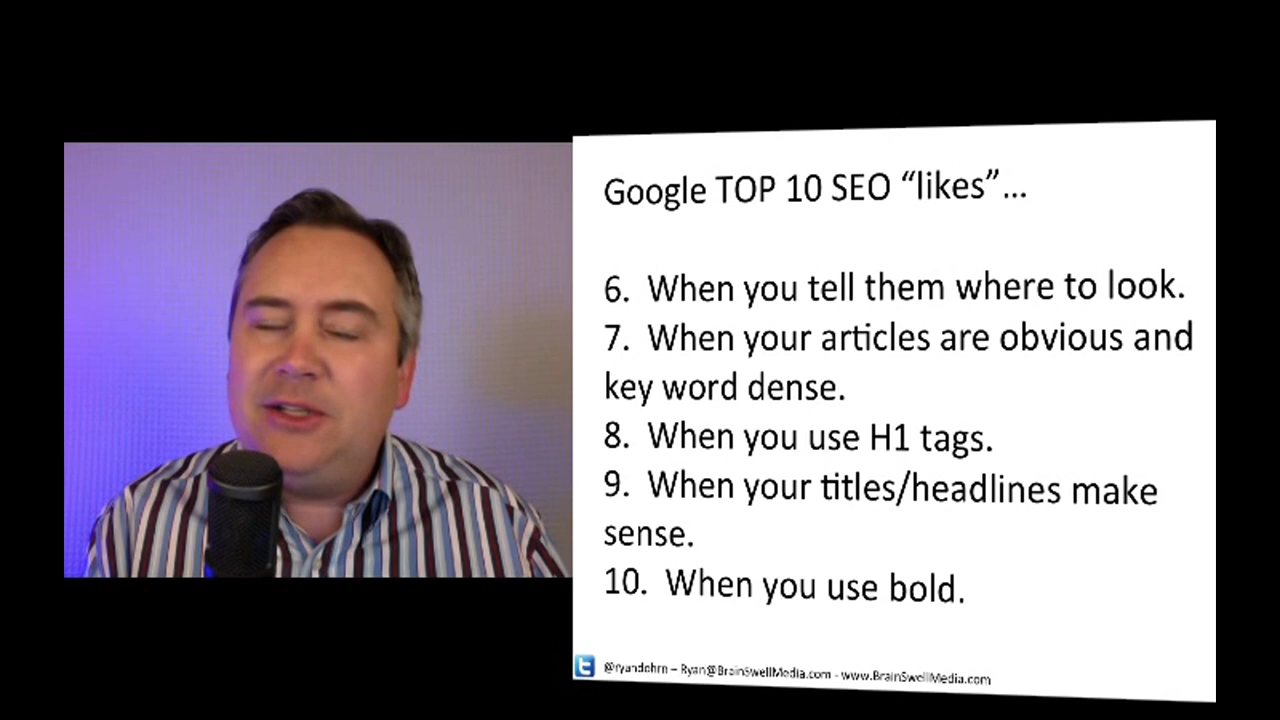 Google TOP 10 SEO “likes”...
6. When you tell them where to look.
7. When your articles are obvious and
key word dense.
8. When you use H1 tags.
9. When your titles/headlines make
sense.
10. When you use bold.
@ryandohrn – Ryan@BrainSwellMedia.com - www.BrainSwellMedia.com